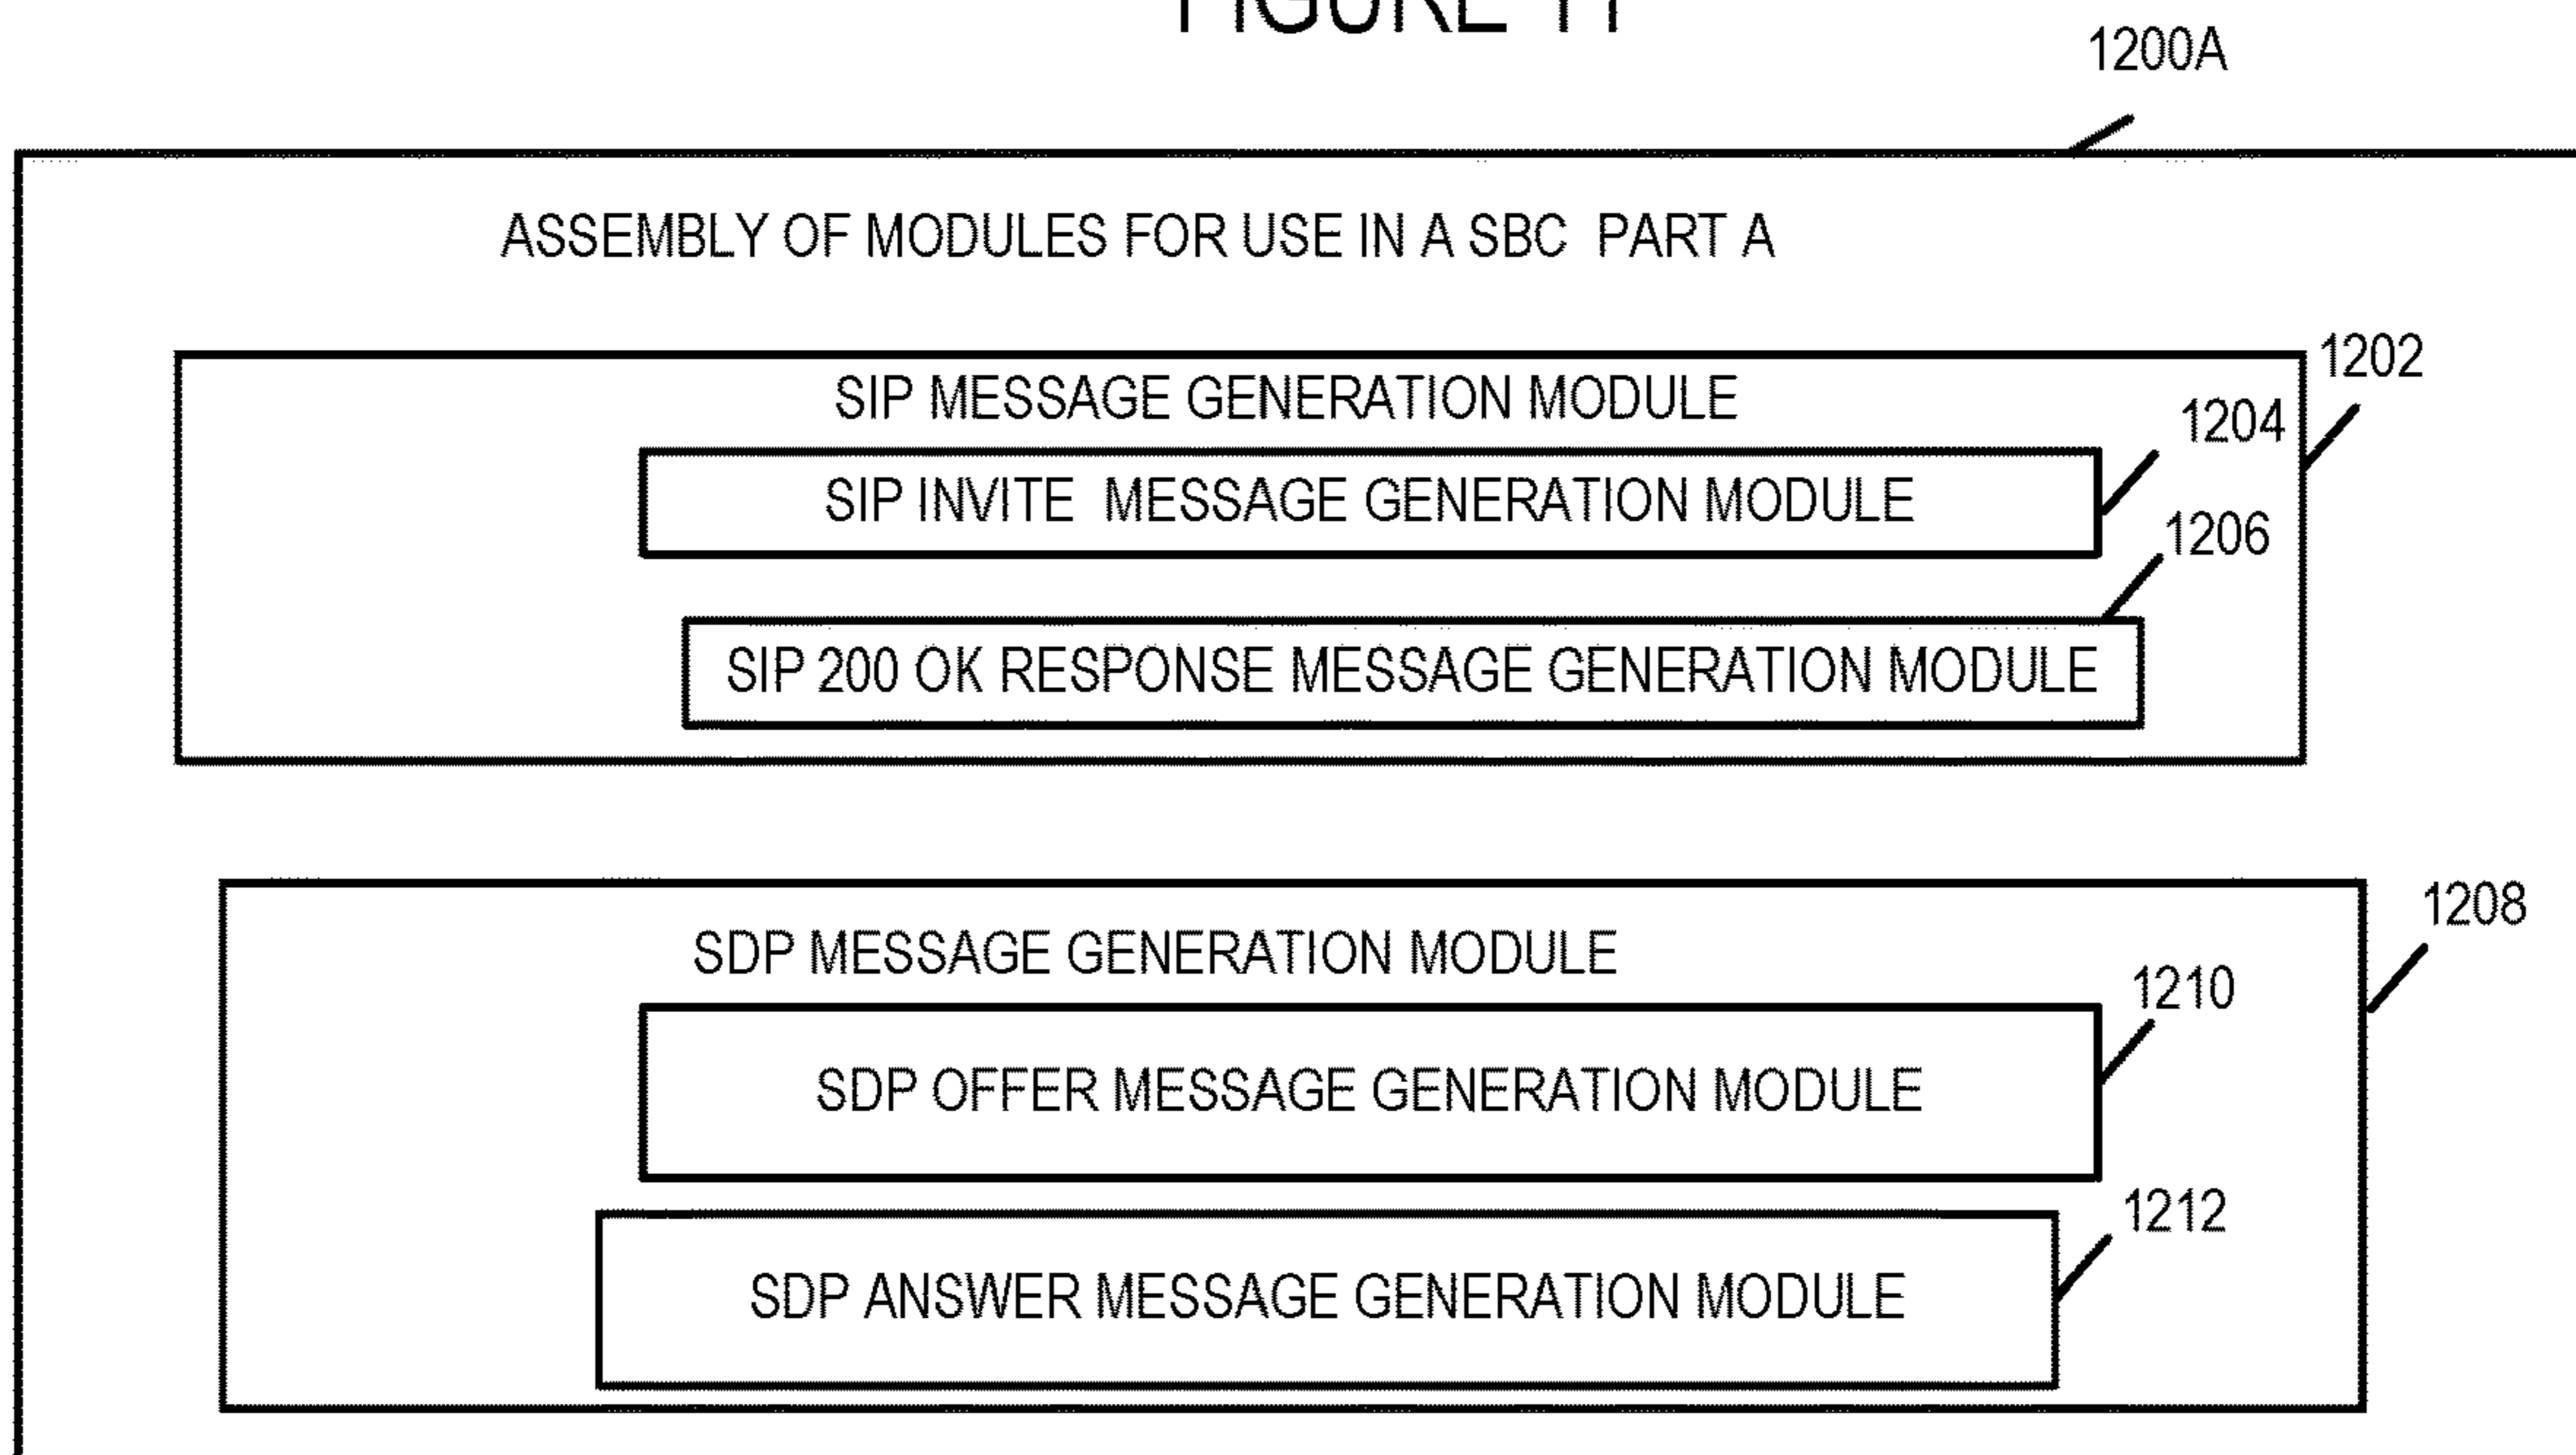 FIGURE 11
1200A
ASSEMBLY OF MODULES FOR USE IN A SBC PART A
1202
SIP MESSAGE GENERATION MODULE
1204
SIP INVITE MESSAGE GENERATION MODULE
1206
SIP 200 OK RESPONSE MESSAGE GENERATION MODULE
1208
SDP MESSAGE GENERATION MODULE
1210
SDP OFFER MESSAGE GENERATION MODULE
1212
SDP ANSWER MESSAGE GENERATION MODULE